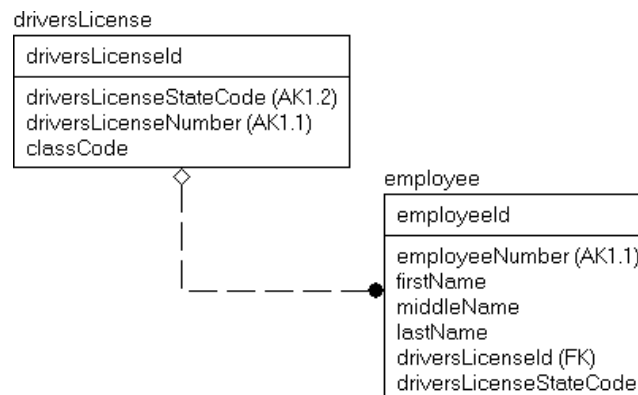 driversLicense
driversLicenseId
driversLicenseStateCode (AK1.2)
driversLicenseNumber (AK1.1)
classCode
employee
employeeId
employeeNumber (AK1.1)
firstName
middleName
lastName
driversLicenseId (FK)
driversLicenseStateCode